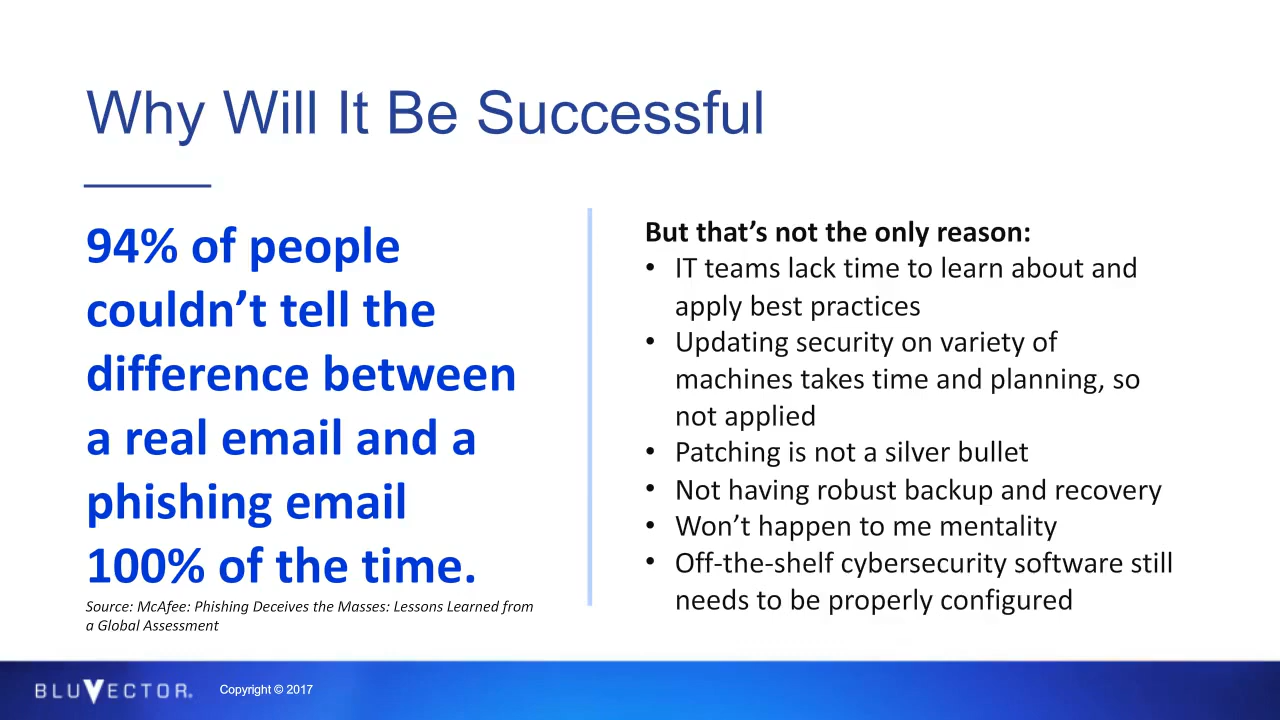 Why Will It Be Successful
94% of people
couldn’t tell the
difference between
a real email and a
phishing email
100% of the time.
Source: McAfee: Phishing Deceives the Masses: Lessons Learned from
a Global Assessment
But that’s not the only reason:
• IT teams lack time to learn about and
apply best practices
• Updating security on variety of
machines takes time and planning, so
not applied
• Patching is not a silver bullet
• Not having robust backup and recovery
• Won’t happen to me mentality
• Off-the-shelf cybersecurity software still
needs to be properly configured
BLUVECTOR®
Copyright © 2017